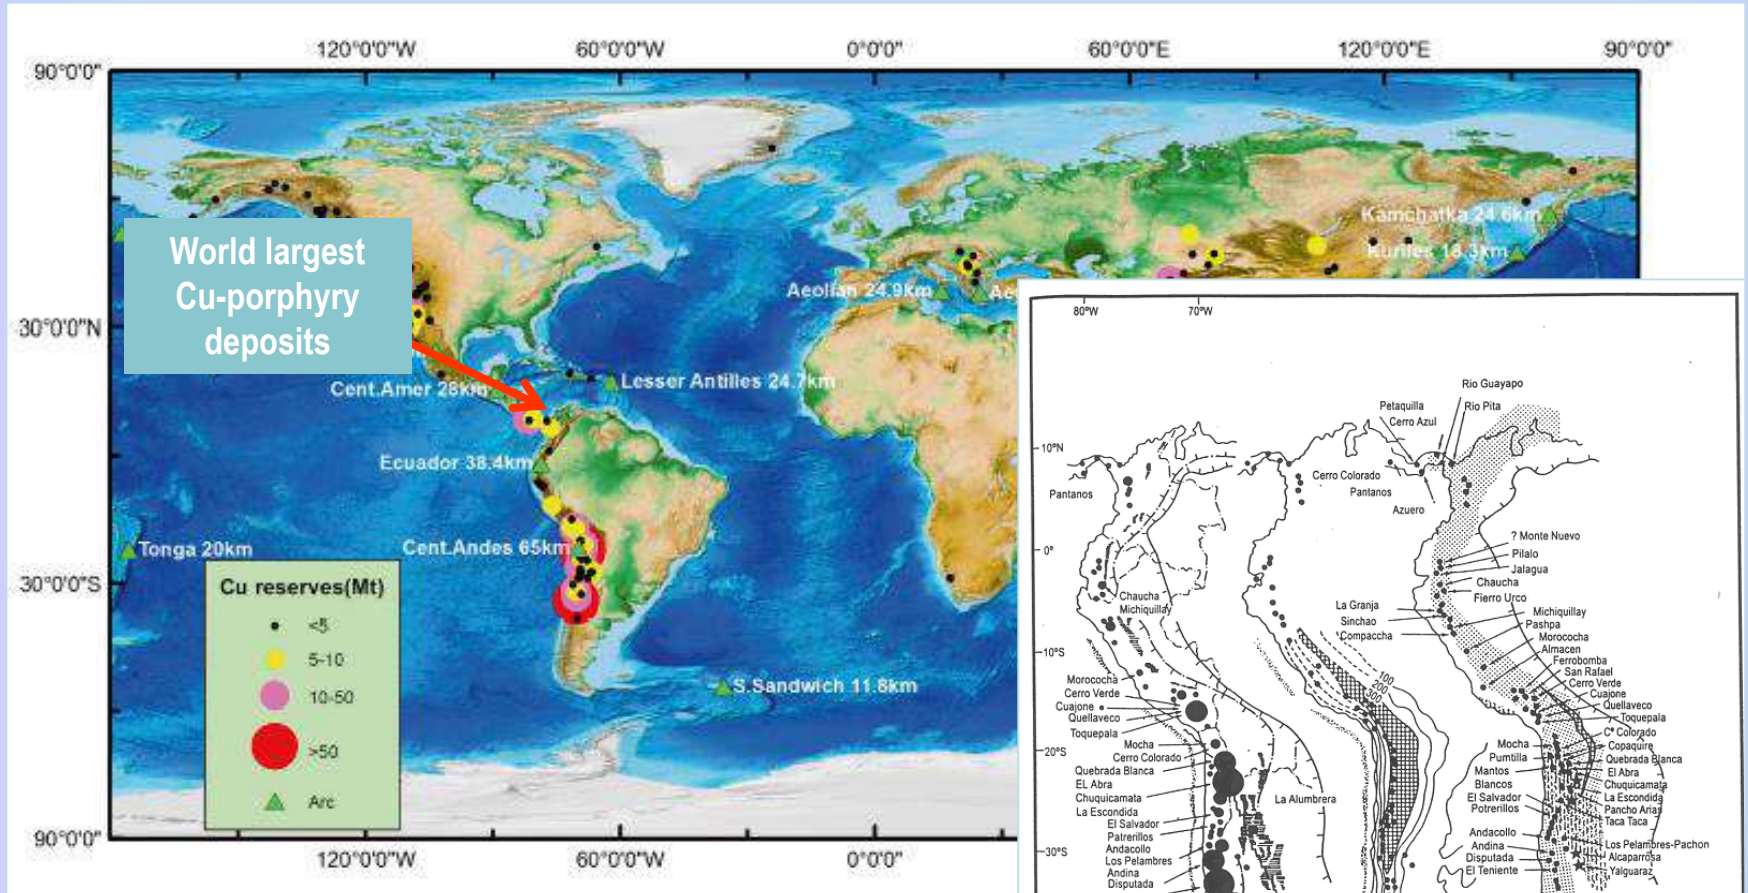 120°0'0"W
60°0'0"W
0°0'0"
60°0'0"E
120°0'0"E
90°0'0"
90°0'0"
30°0'0"N
30°0'0"S
90°0'0"
120°0'0"W
60°0'0"W
0°0'0"
World largest
Cu-porphyry
deposits
Kamchatka 24.6km
Kuriles 18.3km
Aeolian 24.9km
Cent.Amer 28km
Lesser Antilles 24.7km
Ecuador 38.4km
Cent.Andes 65km
Tonga 20km
S.Sandwich 11.8km
Cu reserves(Mt)
<5
5-10
10-50
>50
Arc
80°W
70°W
10°N
0°
10°S
20°S
30°S
Pantanos
Chaucha
Michiquillay
Morococha
Cerro Verde
Cuajone
Quellaveco
Toquepala
Mocha
Cerro Colorado
Quebrada Blanca
EL Abra
Chuquicamata
La Escondida
El Salvador
Patrerillos
Andacollo
Los Pelambres
Andina
Disputada
La Alumbrera
100
200
300
Rio Guayapo
Petaquilla
Rio Pita
Cerro Azul
Cerro Colorado
Pantanos
Azuero
? Monte Nuevo
Pilalo
Jalagua
Chaucha
Fierro Urco
La Granja
Sinchao
Compaccha
Michiquillay
Pashpa
Morococha
Almacen
Ferrobomba
San Rafael
Cerro Verde
Cuajone
Quellaveco
Toquepala
C° Colorado
Mocha
Copaquire
Pumtilla
Quebrada Blanca
Mantos
Blancos
El Abra
Chuquicamata
El Salvador
La Escondida
Potrerillos
Pancho Arias
Taca Taca
Andacollo
Andina
Los Pelambres-Pachon
Disputada
Alcaparrosa
El Teniente
Yalguaraz